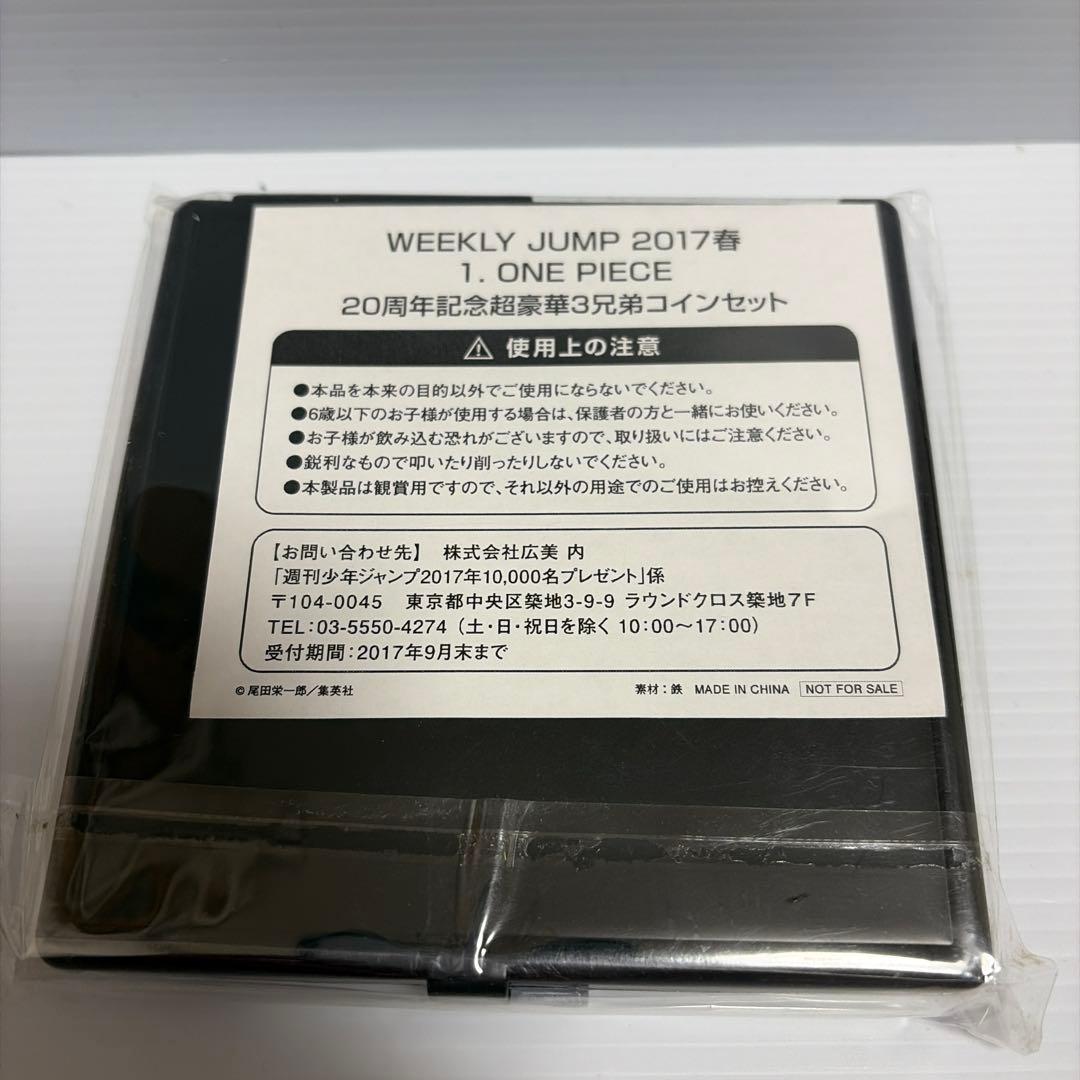 WEEKLY JUMP 2017春
1. ONE PIECE
20周年記念超豪華3兄弟コインセット
使用上の注意
●本品を本来の目的以外でご使用にならないでください。
●6歳以下のお子様が使用する場合は、保護者の方と一緒にお使いください。
●お子様が飲み込む恐れがございますので、取り扱いにはご注意ください。
●鋭利なもので叩いたり削ったりしないでください。
●本製品は観賞用ですので、それ以外の用途でのご使用はお控えください。
【お問い合わせ先】 株式会社広美 内
「週刊少年ジャンプ2017年10,000名プレゼント」係
〒104-0045 東京都中央区築地3-9-9 ラウンドクロス築地7F
TEL:03-5550-4274 (土・日・祝日を除く 10:00〜17:00)
受付期間:2017年9月末まで
©尾田栄一郎/集英社 素材:鉄 MADE IN CHINA NOT FOR SALE